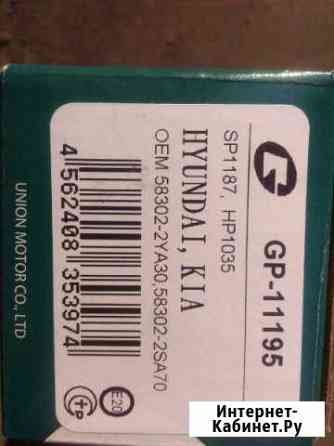 G GP-11195
SP1187, HP1035
HYUNDAI, KIA
OEM 58302-2YA30,58302-2SA70
4 562408 353974
E20
UNION MOTOR CO., LTD
Интернет-
Кабинет.Ру